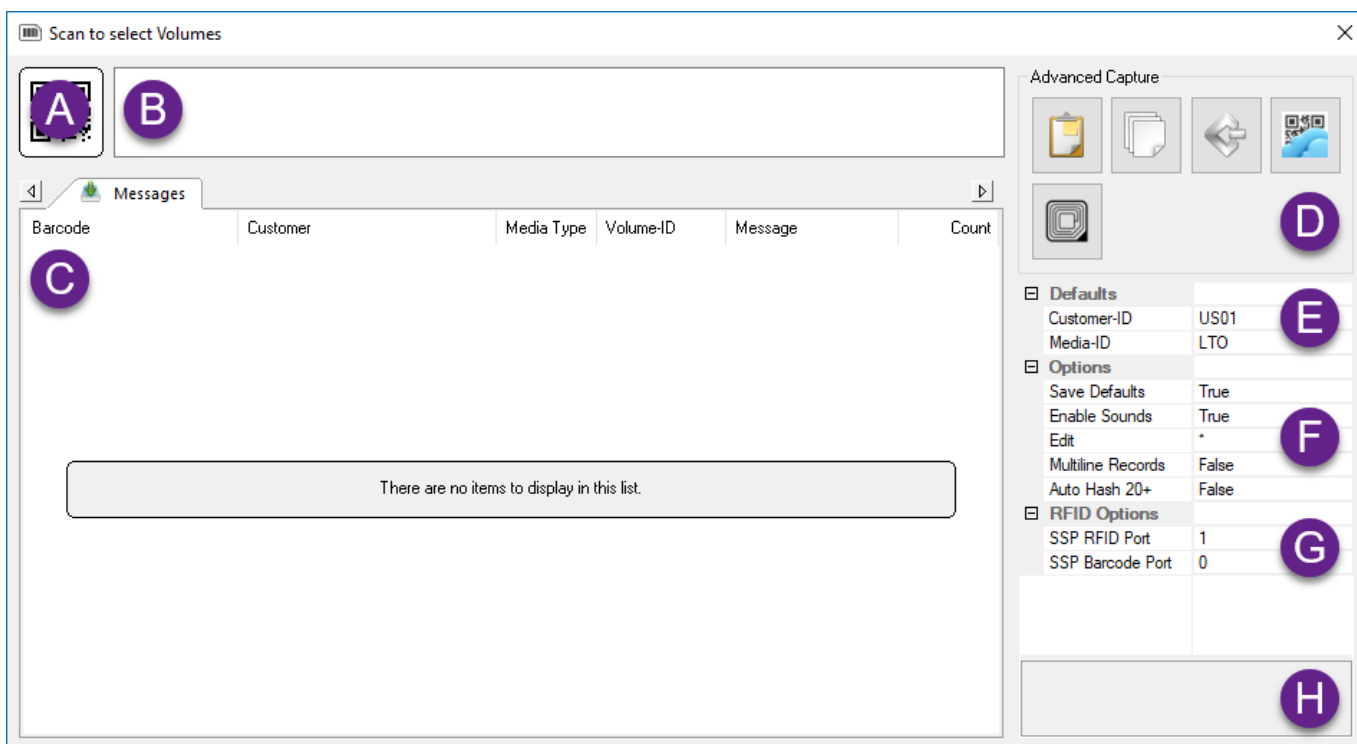 Scan to select Volumes
A
B
Advanced Capture
D
Messages
Barcode Customer Media Type Volume-ID Message Count
C
There are no items to display in this list.
Defaults
Customer-ID US01
Media-ID LTO
E
Options
Save Defaults True
Enable Sounds True
Edit *
Multiline Records False
Auto Hash 20+ False
F
RFID Options
SSP RFID Port 1
SSP Barcode Port 0
G
H